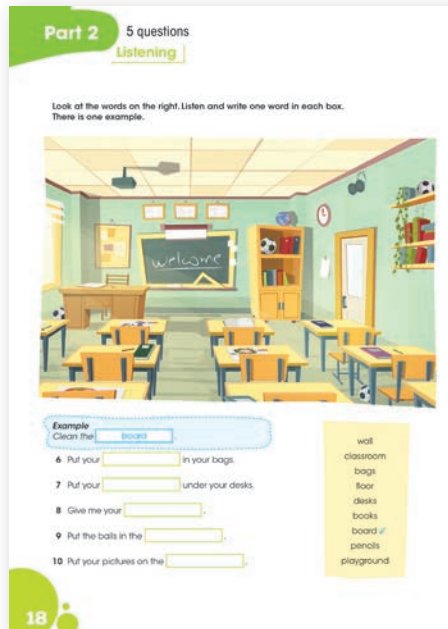 Part 2
5 questions
Listening
Look at the words on the right. Listen and write one word in each box.
There is one example.
welcome
Example
Clean the board .
6 Put your in your bags.
7 Put your under your desks.
8 Give me your .
9 Put the balls in the .
10 Put your pictures on the .
wall
classroom
bags
floor
desks
books
board ✓
pencils
playground
18